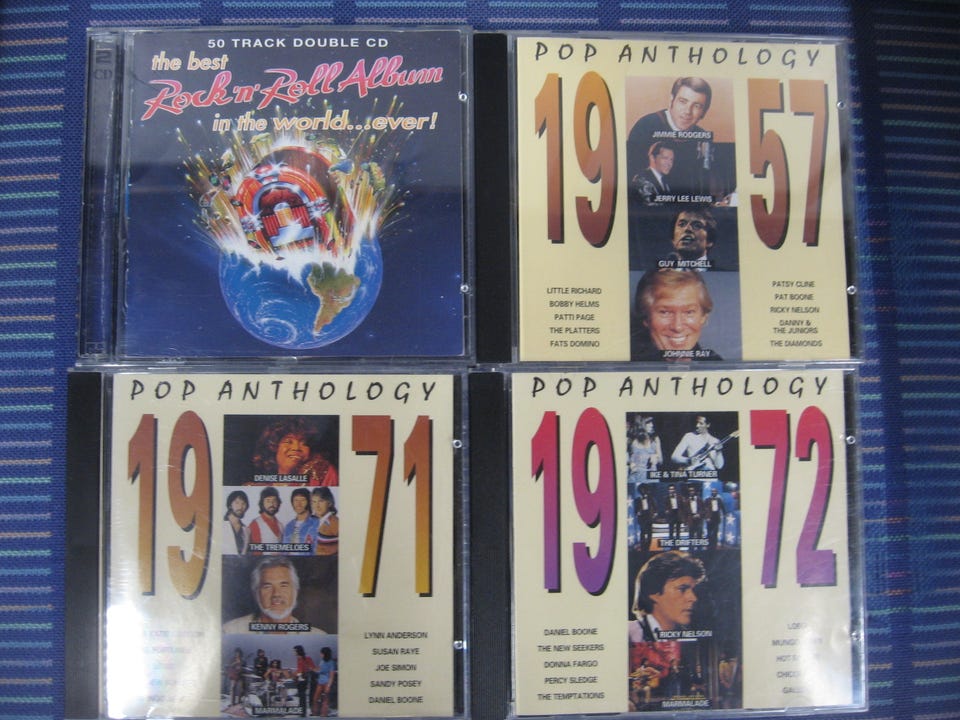 2
CD
50 TRACK DOUBLE CD
the best
Rock 'n' Roll Album
in the world...ever!
POP ANTHOLOGY
19 57
JIMMIE RODGERS
JERRY LEE LEWIS
GUY MITCHELL
JOHNNIE RAY
LITTLE RICHARD
BOBBY HELMS
PATTI PAGE
THE PLATTERS
FATS DOMINO
PATSY CLINE
PAT BOONE
RICKY NELSON
DANNY &
THE JUNIORS
THE DIAMONDS
POP ANTHOLOGY
19 71
DENISE LASALLE
THE TREMELOES
KENNY ROGERS
MARMALADE
LYNN ANDERSON
SUSAN RAYE
JOE SIMON
SANDY POSEY
DANIEL BOONE
POP ANTHOLOGY
19 72
IKE & TINA TURNER
THE DRIFTERS
RICKY NELSON
MARMALADE
DANIEL BOONE
THE NEW SEEKERS
DONNA FARGO
PERCY SLEDGE
THE TEMPTATIONS
HOT